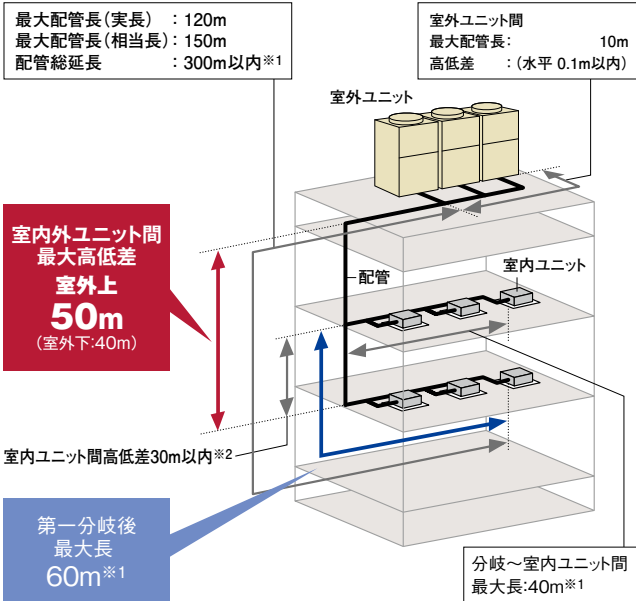 最大配管長(実長) : 120m
最大配管長(相当長) : 150m
配管総延長 : 300m以内※1
室外ユニット間
最大配管長: 10m
高低差 : (水平 0.1m以内)
室外ユニット
室内外ユニット間
最大高低差
室外上
50m
(室外下:40m)
配管
室内ユニット
室内ユニット間高低差30m以内※2
第一分岐後
最大長
60m※1
分岐〜室内ユニット間
最大長:40m※1